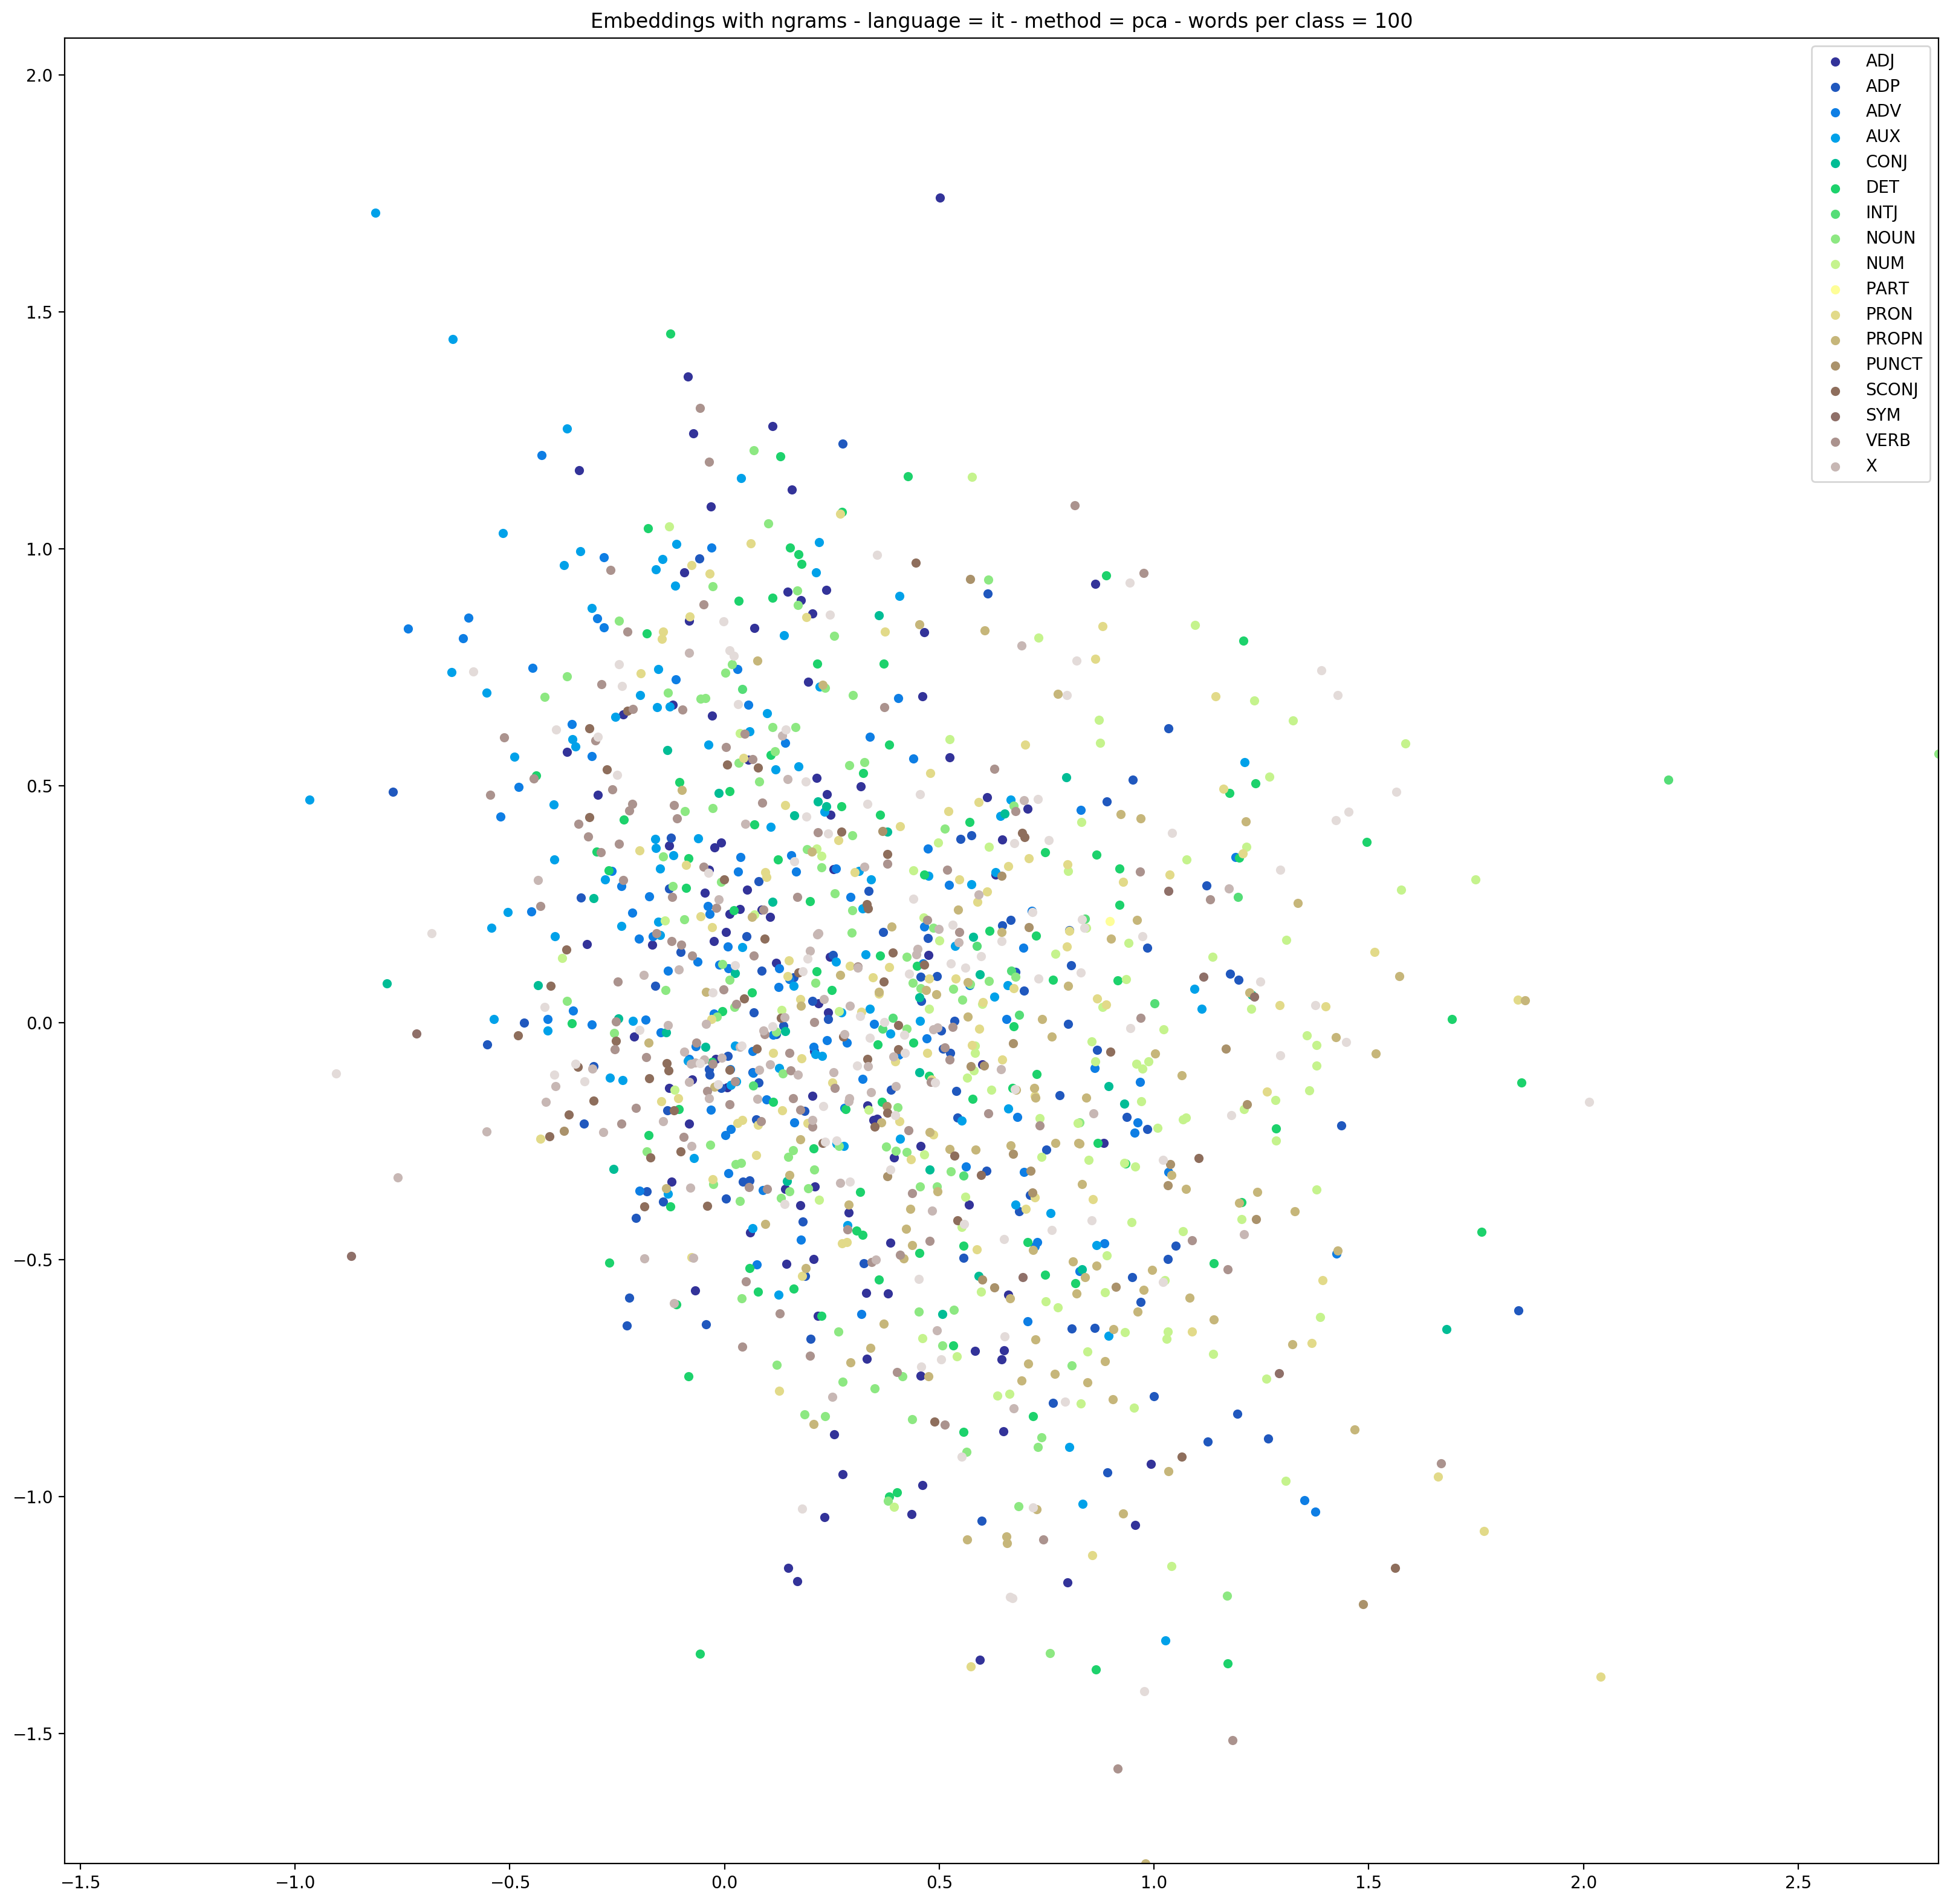 Embeddings with ngrams - language = it - method = pca - words per class = 100
2.0
1.5
1.0
0.5
0.0
−0.5
−1.0
−1.5
−1.5
−1.0
−0.5
0.0
0.5
1.0
1.5
2.0
2.5
ADJ
ADP
ADV
AUX
CONJ
DET
INTJ
NOUN
NUM
PART
PRON
PROPN
PUNCT
SCONJ
SYM
VERB
X